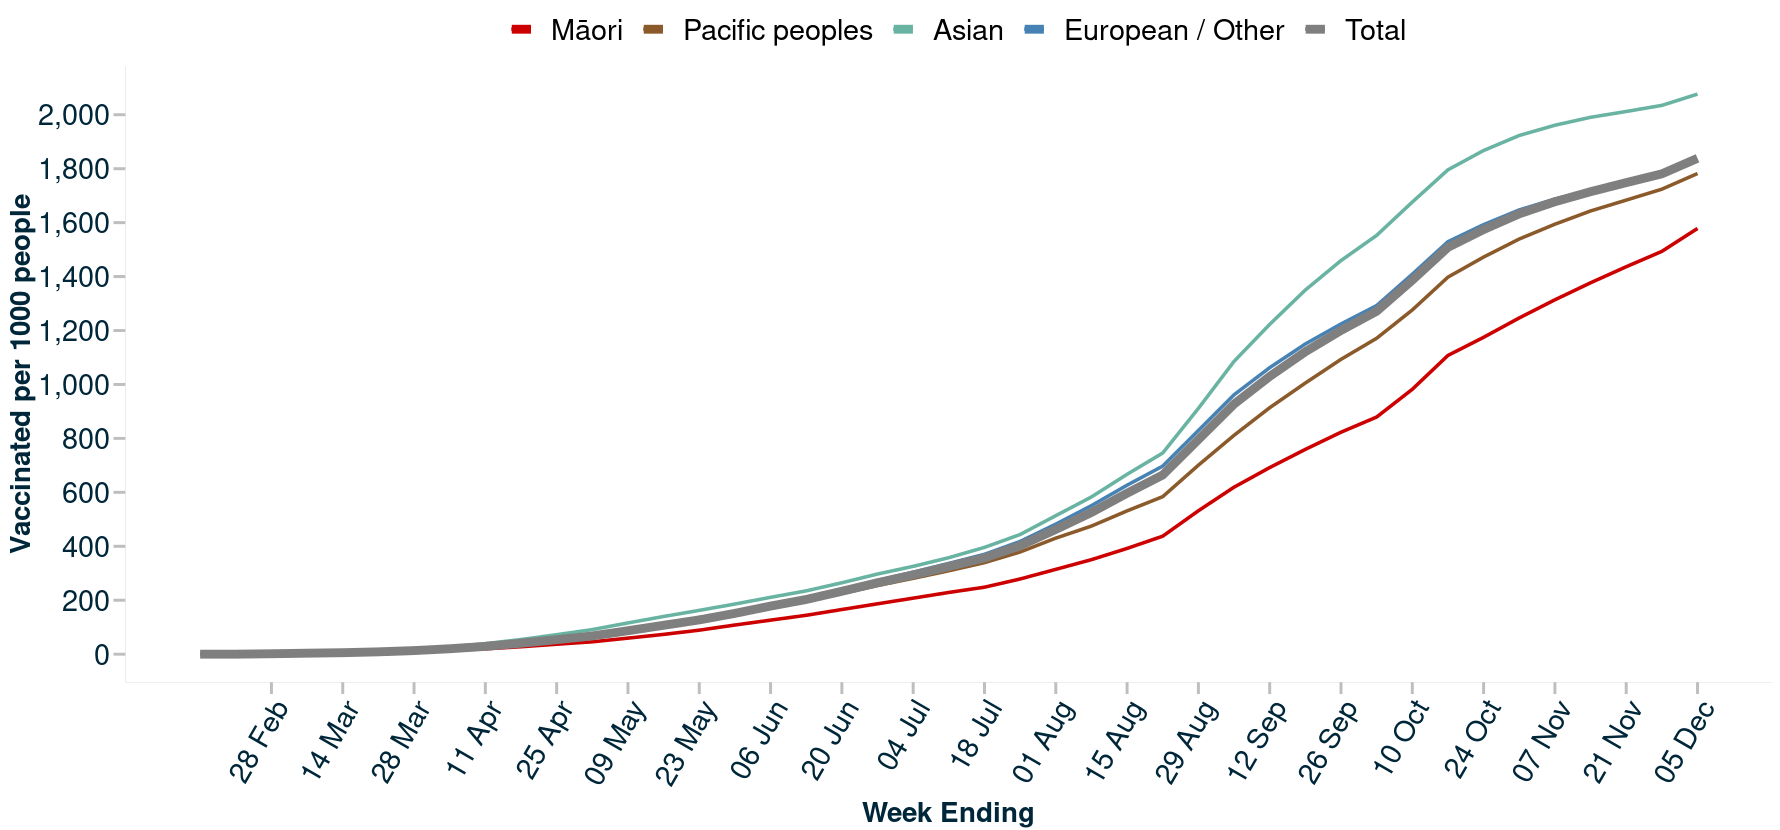 Māori Pacific peoples Asian European / Other Total
Vaccinated per 1000 people
2,000
1,800
1,600
1,400
1,200
1,000
800
600
400
200
0
28 Feb
14 Mar
28 Mar
11 Apr
25 Apr
09 May
23 May
06 Jun
20 Jun
04 Jul
18 Jul
01 Aug
15 Aug
29 Aug
12 Sep
26 Sep
10 Oct
24 Oct
07 Nov
21 Nov
05 Dec
Week Ending